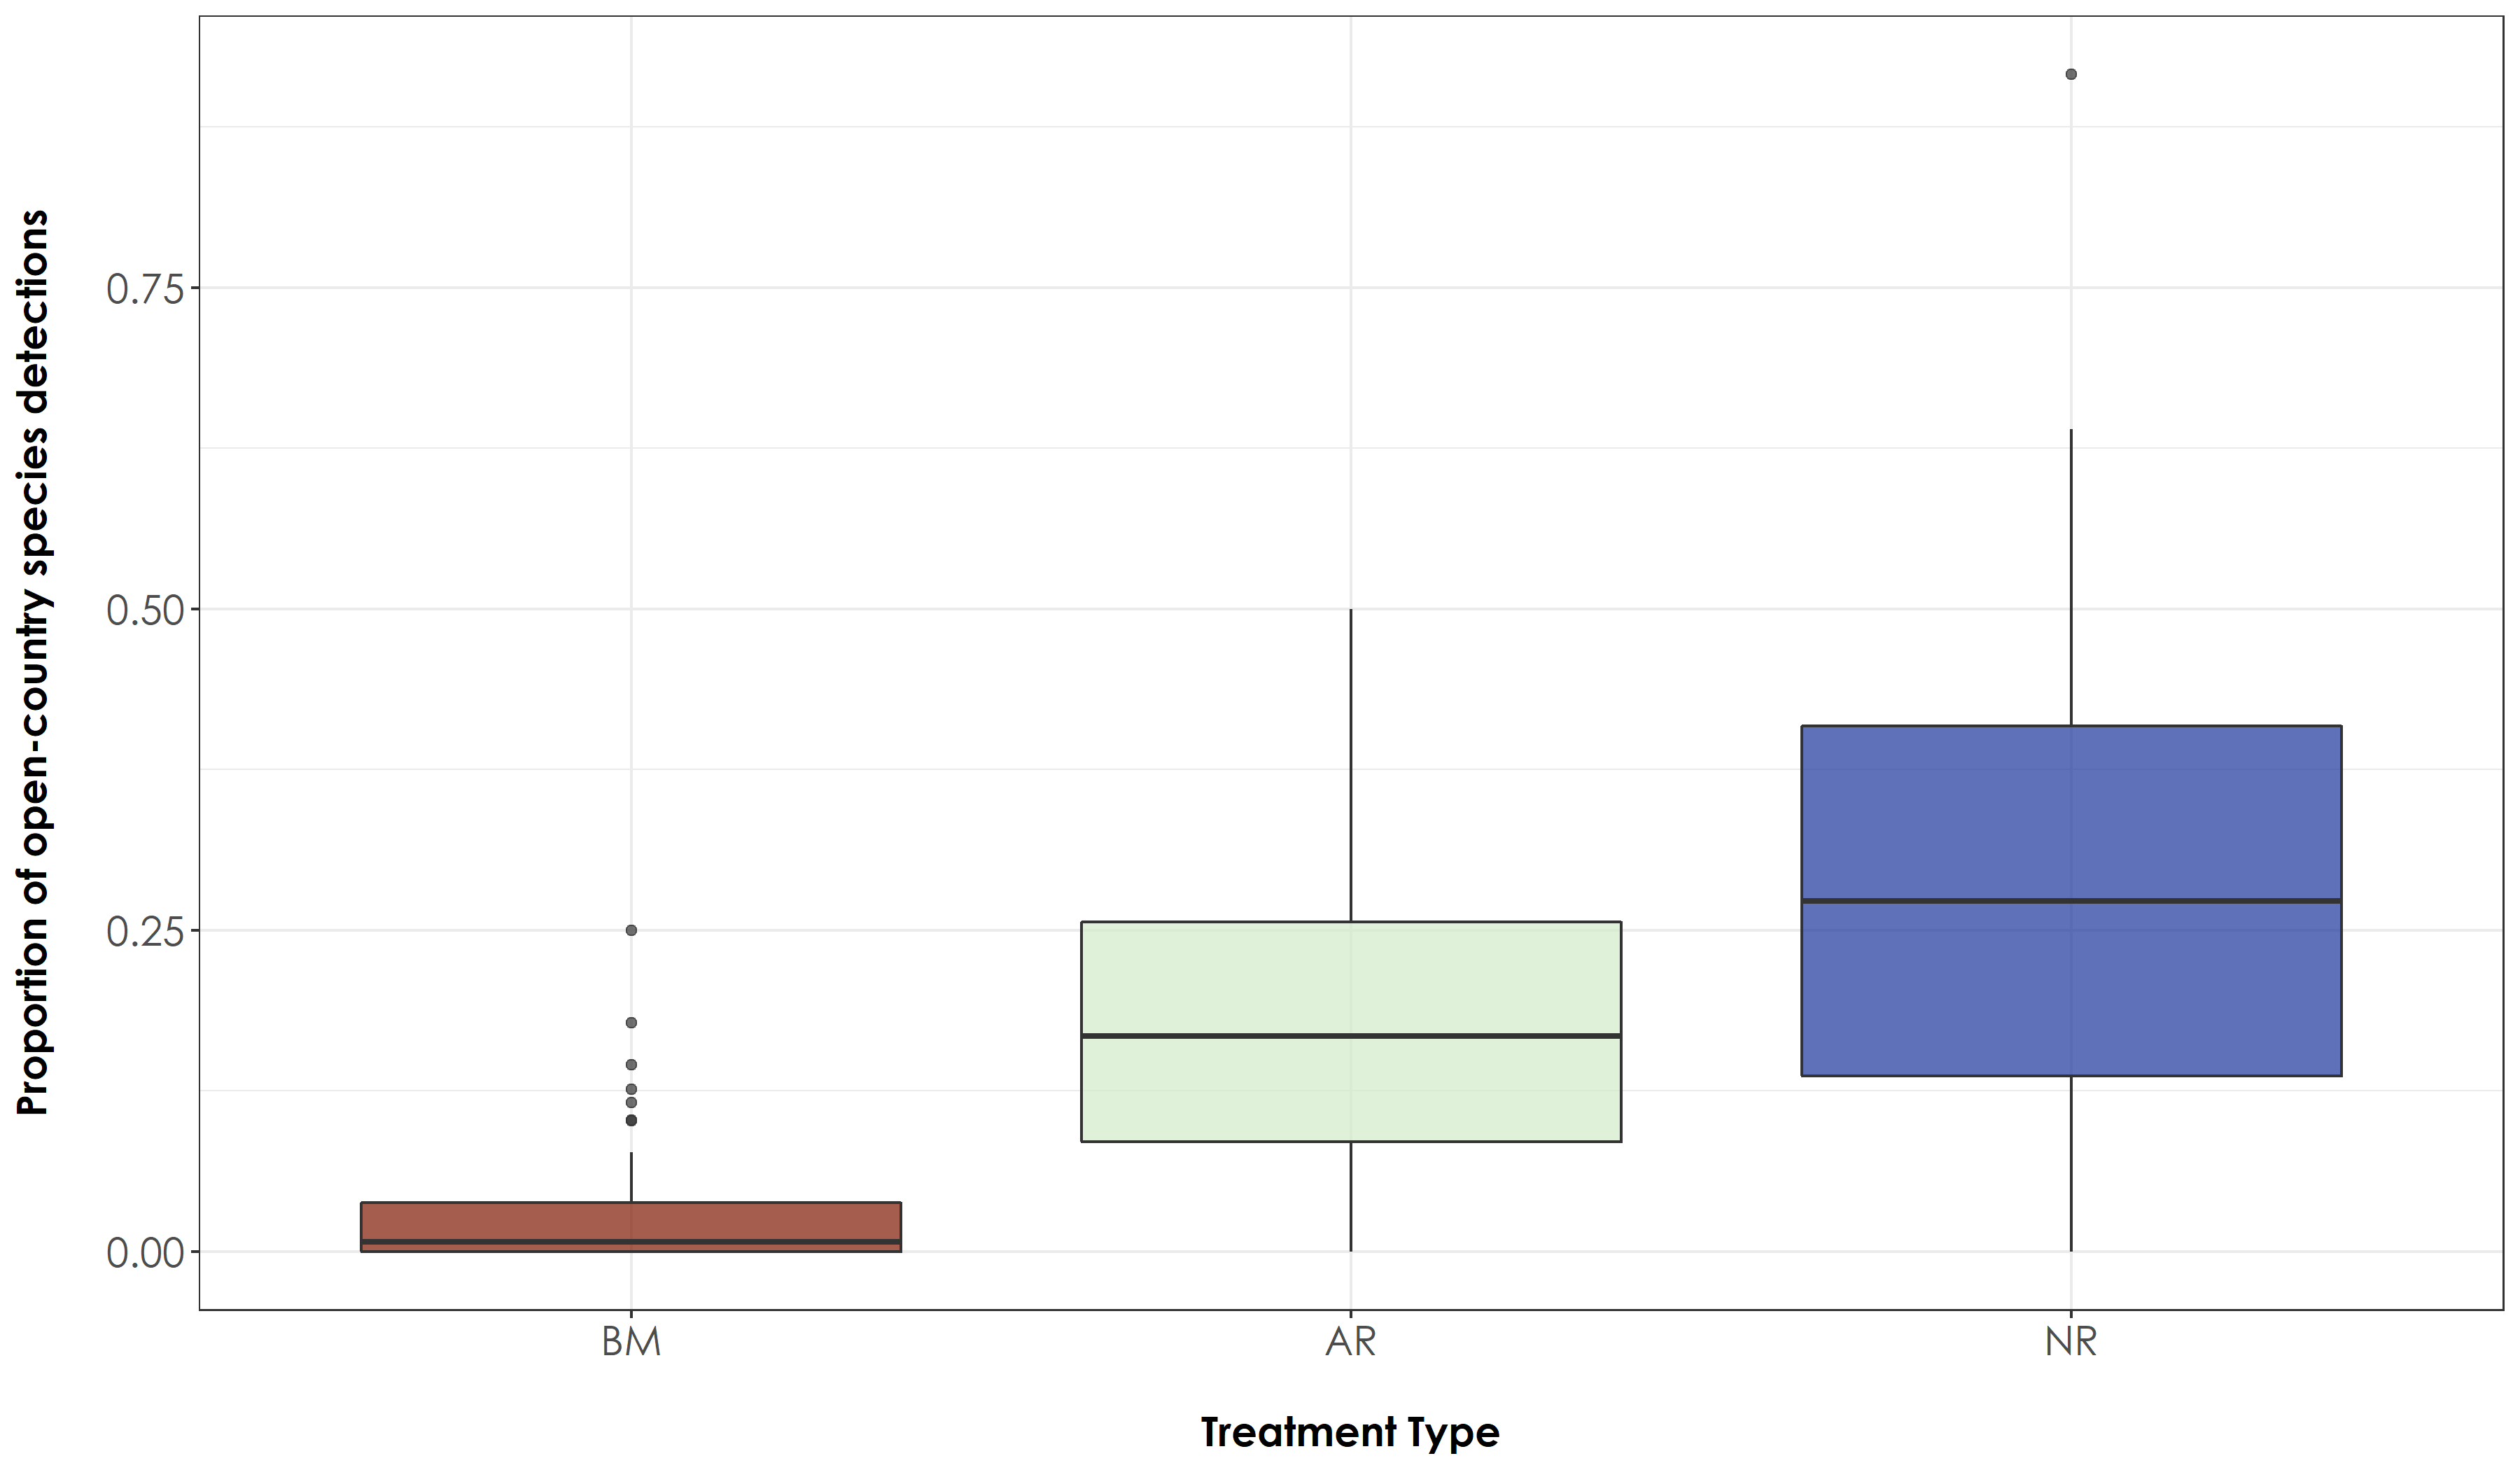 Proportion of open-country species detections
0.75
0.50
0.25
0.00
BM
AR
NR
Treatment Type